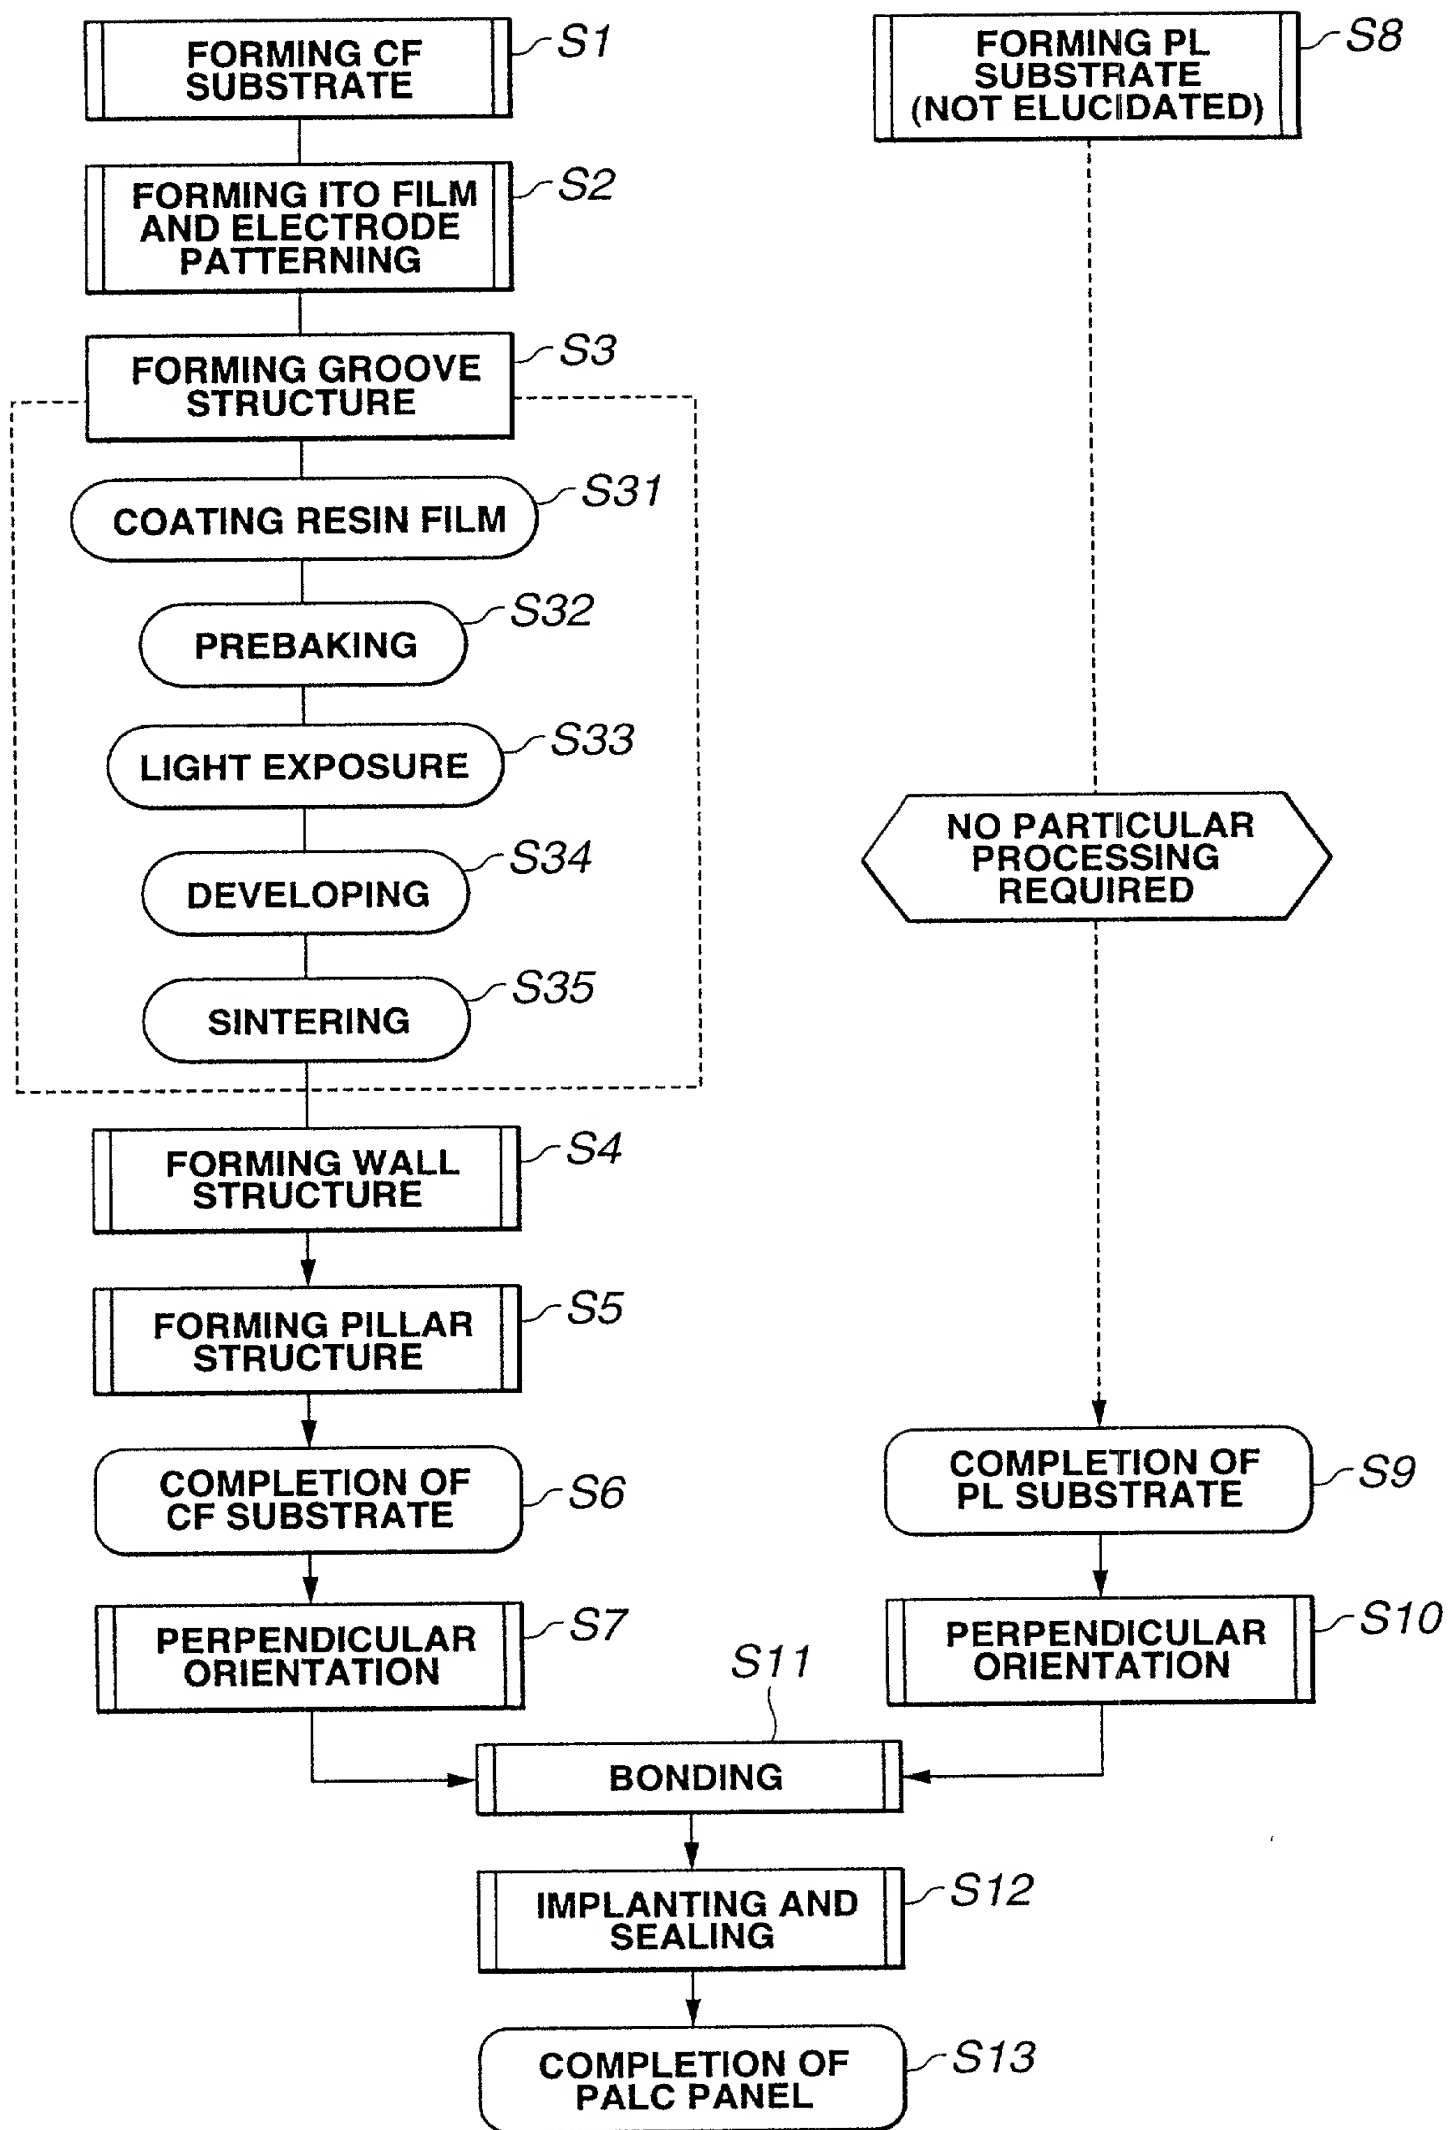 FORMING CF
SUBSTRATE
S1
FORMING ITO FILM
AND ELECTRODE
PATTERNING
S2
FORMING GROOVE
STRUCTURE
S3
COATING RESIN FILM
S31
PREBAKING
S32
LIGHT EXPOSURE
S33
DEVELOPING
S34
SINTERING
S35
FORMING WALL
STRUCTURE
S4
FORMING PILLAR
STRUCTURE
S5
COMPLETION OF
CF SUBSTRATE
S6
PERPENDICULAR
ORIENTATION
S7
FORMING PL
SUBSTRATE
(NOT ELUCIDATED)
S8
NO PARTICULAR
PROCESSING
REQUIRED
COMPLETION OF
PL SUBSTRATE
S9
PERPENDICULAR
ORIENTATION
S10
S11
BONDING
IMPLANTING AND
SEALING
S12
COMPLETION OF
PALC PANEL
S13